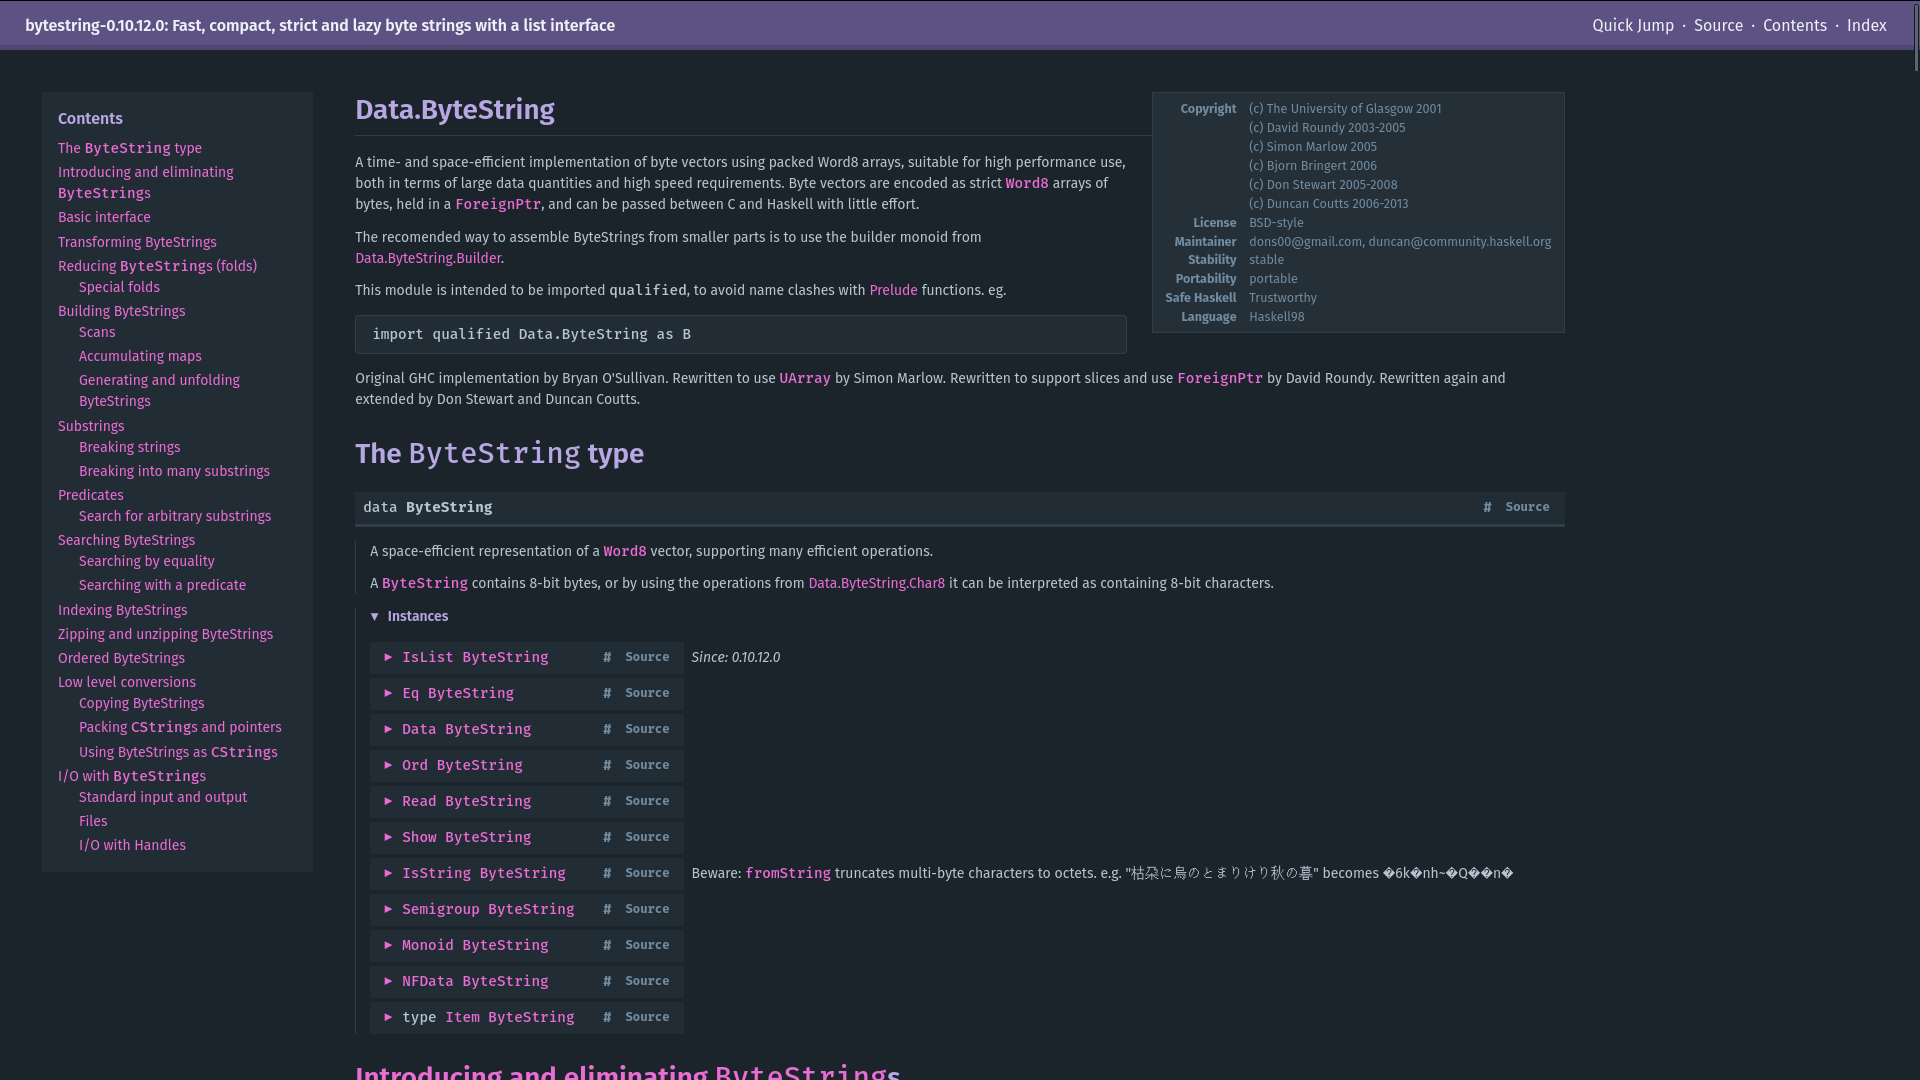 bytestring-0.10.12.0: Fast, compact, strict and lazy byte strings with a list interface
Quick Jump · Source · Contents · Index
Contents
The ByteString type
Introducing and eliminating
ByteStrings
Basic interface
Transforming ByteStrings
Reducing ByteStrings (folds)
Special folds
Building ByteStrings
Scans
Accumulating maps
Generating and unfolding
ByteStrings
Substrings
Breaking strings
Breaking into many substrings
Predicates
Search for arbitrary substrings
Searching ByteStrings
Searching by equality
Searching with a predicate
Indexing ByteStrings
Zipping and unzipping ByteStrings
Ordered ByteStrings
Low level conversions
Copying ByteStrings
Packing CStrings and pointers
Using ByteStrings as CStrings
I/O with ByteStrings
Standard input and output
Files
I/O with Handles
Data.ByteString
Copyright (c) The University of Glasgow 2001
(c) David Roundy 2003-2005
(c) Simon Marlow 2005
(c) Bjorn Bringert 2006
(c) Don Stewart 2005-2008
(c) Duncan Coutts 2006-2013
License BSD-style
Maintainer dons00@gmail.com, duncan@community.haskell.org
Stability stable
Portability portable
Safe Haskell Trustworthy
Language Haskell98
A time- and space-efficient implementation of byte vectors using packed Word8 arrays, suitable for high performance use,
both in terms of large data quantities and high speed requirements. Byte vectors are encoded as strict Word8 arrays of
bytes, held in a ForeignPtr, and can be passed between C and Haskell with little effort.
The recomended way to assemble ByteStrings from smaller parts is to use the builder monoid from
Data.ByteString.Builder.
This module is intended to be imported qualified, to avoid name clashes with Prelude functions. eg.
import qualified Data.ByteString as B
Original GHC implementation by Bryan O'Sullivan. Rewritten to use UArray by Simon Marlow. Rewritten to support slices and use ForeignPtr by David Roundy. Rewritten again and
extended by Don Stewart and Duncan Coutts.
The ByteString type
data ByteString # Source
A space-efficient representation of a Word8 vector, supporting many efficient operations.
A ByteString contains 8-bit bytes, or by using the operations from Data.ByteString.Char8 it can be interpreted as containing 8-bit characters.
▼ Instances
► IsList ByteString # Source Since: 0.10.12.0
► Eq ByteString # Source
► Data ByteString # Source
► Ord ByteString # Source
► Read ByteString # Source
► Show ByteString # Source
► IsString ByteString # Source Beware: fromString truncates multi-byte characters to octets. e.g. "枯朶に烏のとまりけり秋の暮" becomes �6k�nh~�Q��n�
► Semigroup ByteString # Source
► Monoid ByteString # Source
► NFData ByteString # Source
► type Item ByteString # Source
Introducing and eliminating ByteStrings